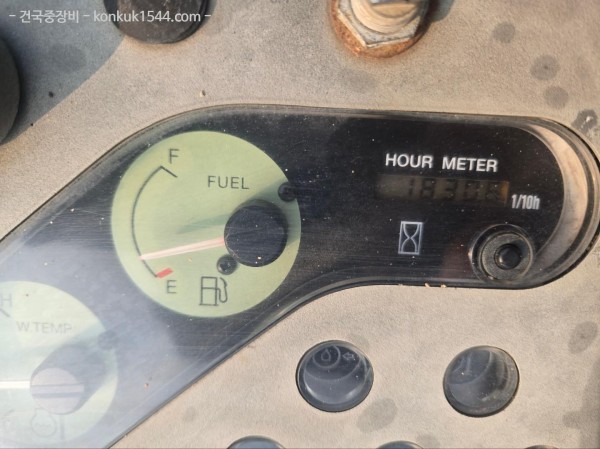 - 건국중장비 - konkuk1544.com -
F
FUEL
E
HOUR METER
1/10h
H
W.TEMP